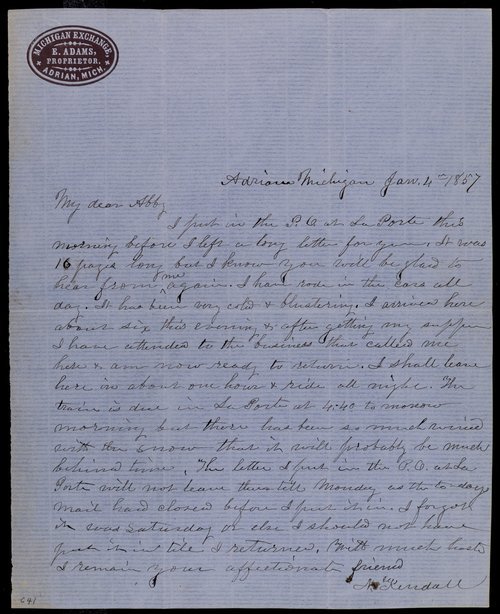 MICHIGAN EXCHANGE,
E. ADAMS,
PROPRIETOR.
ADRIAN, MICH.
Adrian Michigan Jan. 4th 1857
My dear Abby
I put in the P.O. at La Porte this
morning before I left a long letter for you. It was
16 pages long but I know you will be glad to
hear from me again. I have rode in the cars all
day. It has been very cold & blustering. I arrived here
about six this evening & after getting my supper
I have attended to the business that called me
here & am now ready to return. I shall leave
here in about one hour & ride all night. The
train is due in La Porte at 4:40 to morrow
morning but there has been so much wind
with the snow that it will probably be much
behind time. The letter I put in the P.O. at La
Porte will not leave there till Monday as the to-days
mail had closed before I put it in. I forgot
it was Saturday or else I should not have
put it in till I returned. With much haste
I remain your affectionate friend
N. Kendall
C41